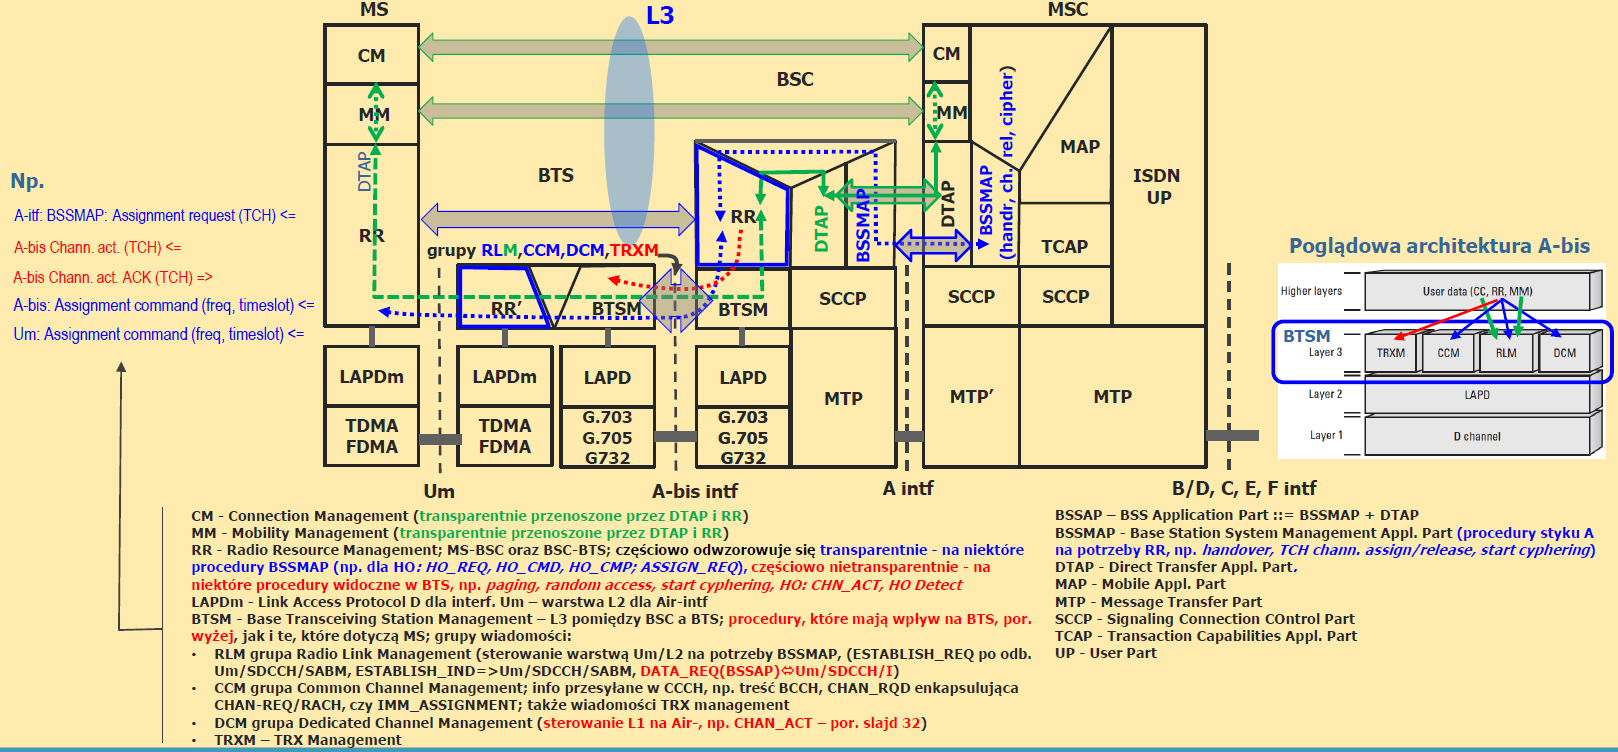 MS
L3
MSC
CM
CM
BSC
MM
MM
BSSMAP
(handr, ch. rel, cipher)
MAP
DTAP
BTS
ISDN
UP
Np.
A-itf: BSSMAP: Assignment request (TCH) <=
RR
RR
DTAP
BSSMAP
DTAP
A-bis Chann. act. (TCH) <=
grupy RLM,CCM,DCM,TRXM
TCAP
A-bis Chann. act. ACK (TCH) =>
A-bis: Assignment command (freq, timeslot) <=
RR'
BTSM
BTSM
SCCP
SCCP
SCCP
Um: Assignment command (freq, timeslot) <=
LAPDm
LAPDm
LAPD
LAPD
MTP
MTP'
MTP
TDMA
FDMA
TDMA
FDMA
G.703
G.705
G732
G.703
G.705
G732
Um
A-bis intf
A intf
B/D, C, E, F intf
Poglądowa architektura A-bis
Higher layers
User data (CC, RR, MM)
BTSM
Layer 3
TRXM
CCM
RLM
DCM
Layer 2
LAPD
Layer 1
D channel
CM - Connection Management (transparentnie przenoszone przez DTAP i RR)
MM - Mobility Management (transparentnie przenoszone przez DTAP i RR)
RR - Radio Resource Management; MS-BSC oraz BSC-BTS; częściowo odwzorowuje się transparentnie - na niektóre
procedury BSSMAP (np. dla HO: HO_REQ, HO_CMD, HO_CMP; ASSIGN_REQ), częściowo nietransparentnie - na
niektóre procedury widoczne w BTS, np. paging, random access, start cyphering, HO: CHN_ACT, HO Detect
LAPDm - Link Access Protocol D dla interf. Um – warstwa L2 dla Air-intf
BTSM - Base Transceiving Station Management – L3 pomiędzy BSC a BTS; procedury, które mają wpływ na BTS, por.
wyżej, jak i te, które dotyczą MS; grupy wiadomości:
• RLM grupa Radio Link Management (sterowanie warstwą Um/L2 na potrzeby BSSMAP, (ESTABLISH_REQ po odb.
Um/SDCCH/SABM, ESTABLISH_IND=>Um/SDCCH/SABM, DATA_REQ(BSSAP)⇔Um/SDCCH/I)
• CCM grupa Common Channel Management; info przesyłane w CCCH, np. treść BCCH, CHAN_RQD enkapsulująca
CHAN-REQ/RACH, czy IMM_ASSIGNMENT; także wiadomości TRX management
• DCM grupa Dedicated Channel Management (sterowanie L1 na Air-, np. CHAN_ACT – por. slajd 32)
• TRXM – TRX Management
BSSAP – BSS Application Part ::= BSSMAP + DTAP
BSSMAP - Base Station System Management Appl. Part (procedury styku A
na potrzeby RR, np. handover, TCH chann. assign/release, start cyphering)
DTAP - Direct Transfer Appl. Part.
MAP - Mobile Appl. Part
MTP - Message Transfer Part
SCCP - Signaling Connection COntrol Part
TCAP - Transaction Capabilities Appl. Part
UP - User Part